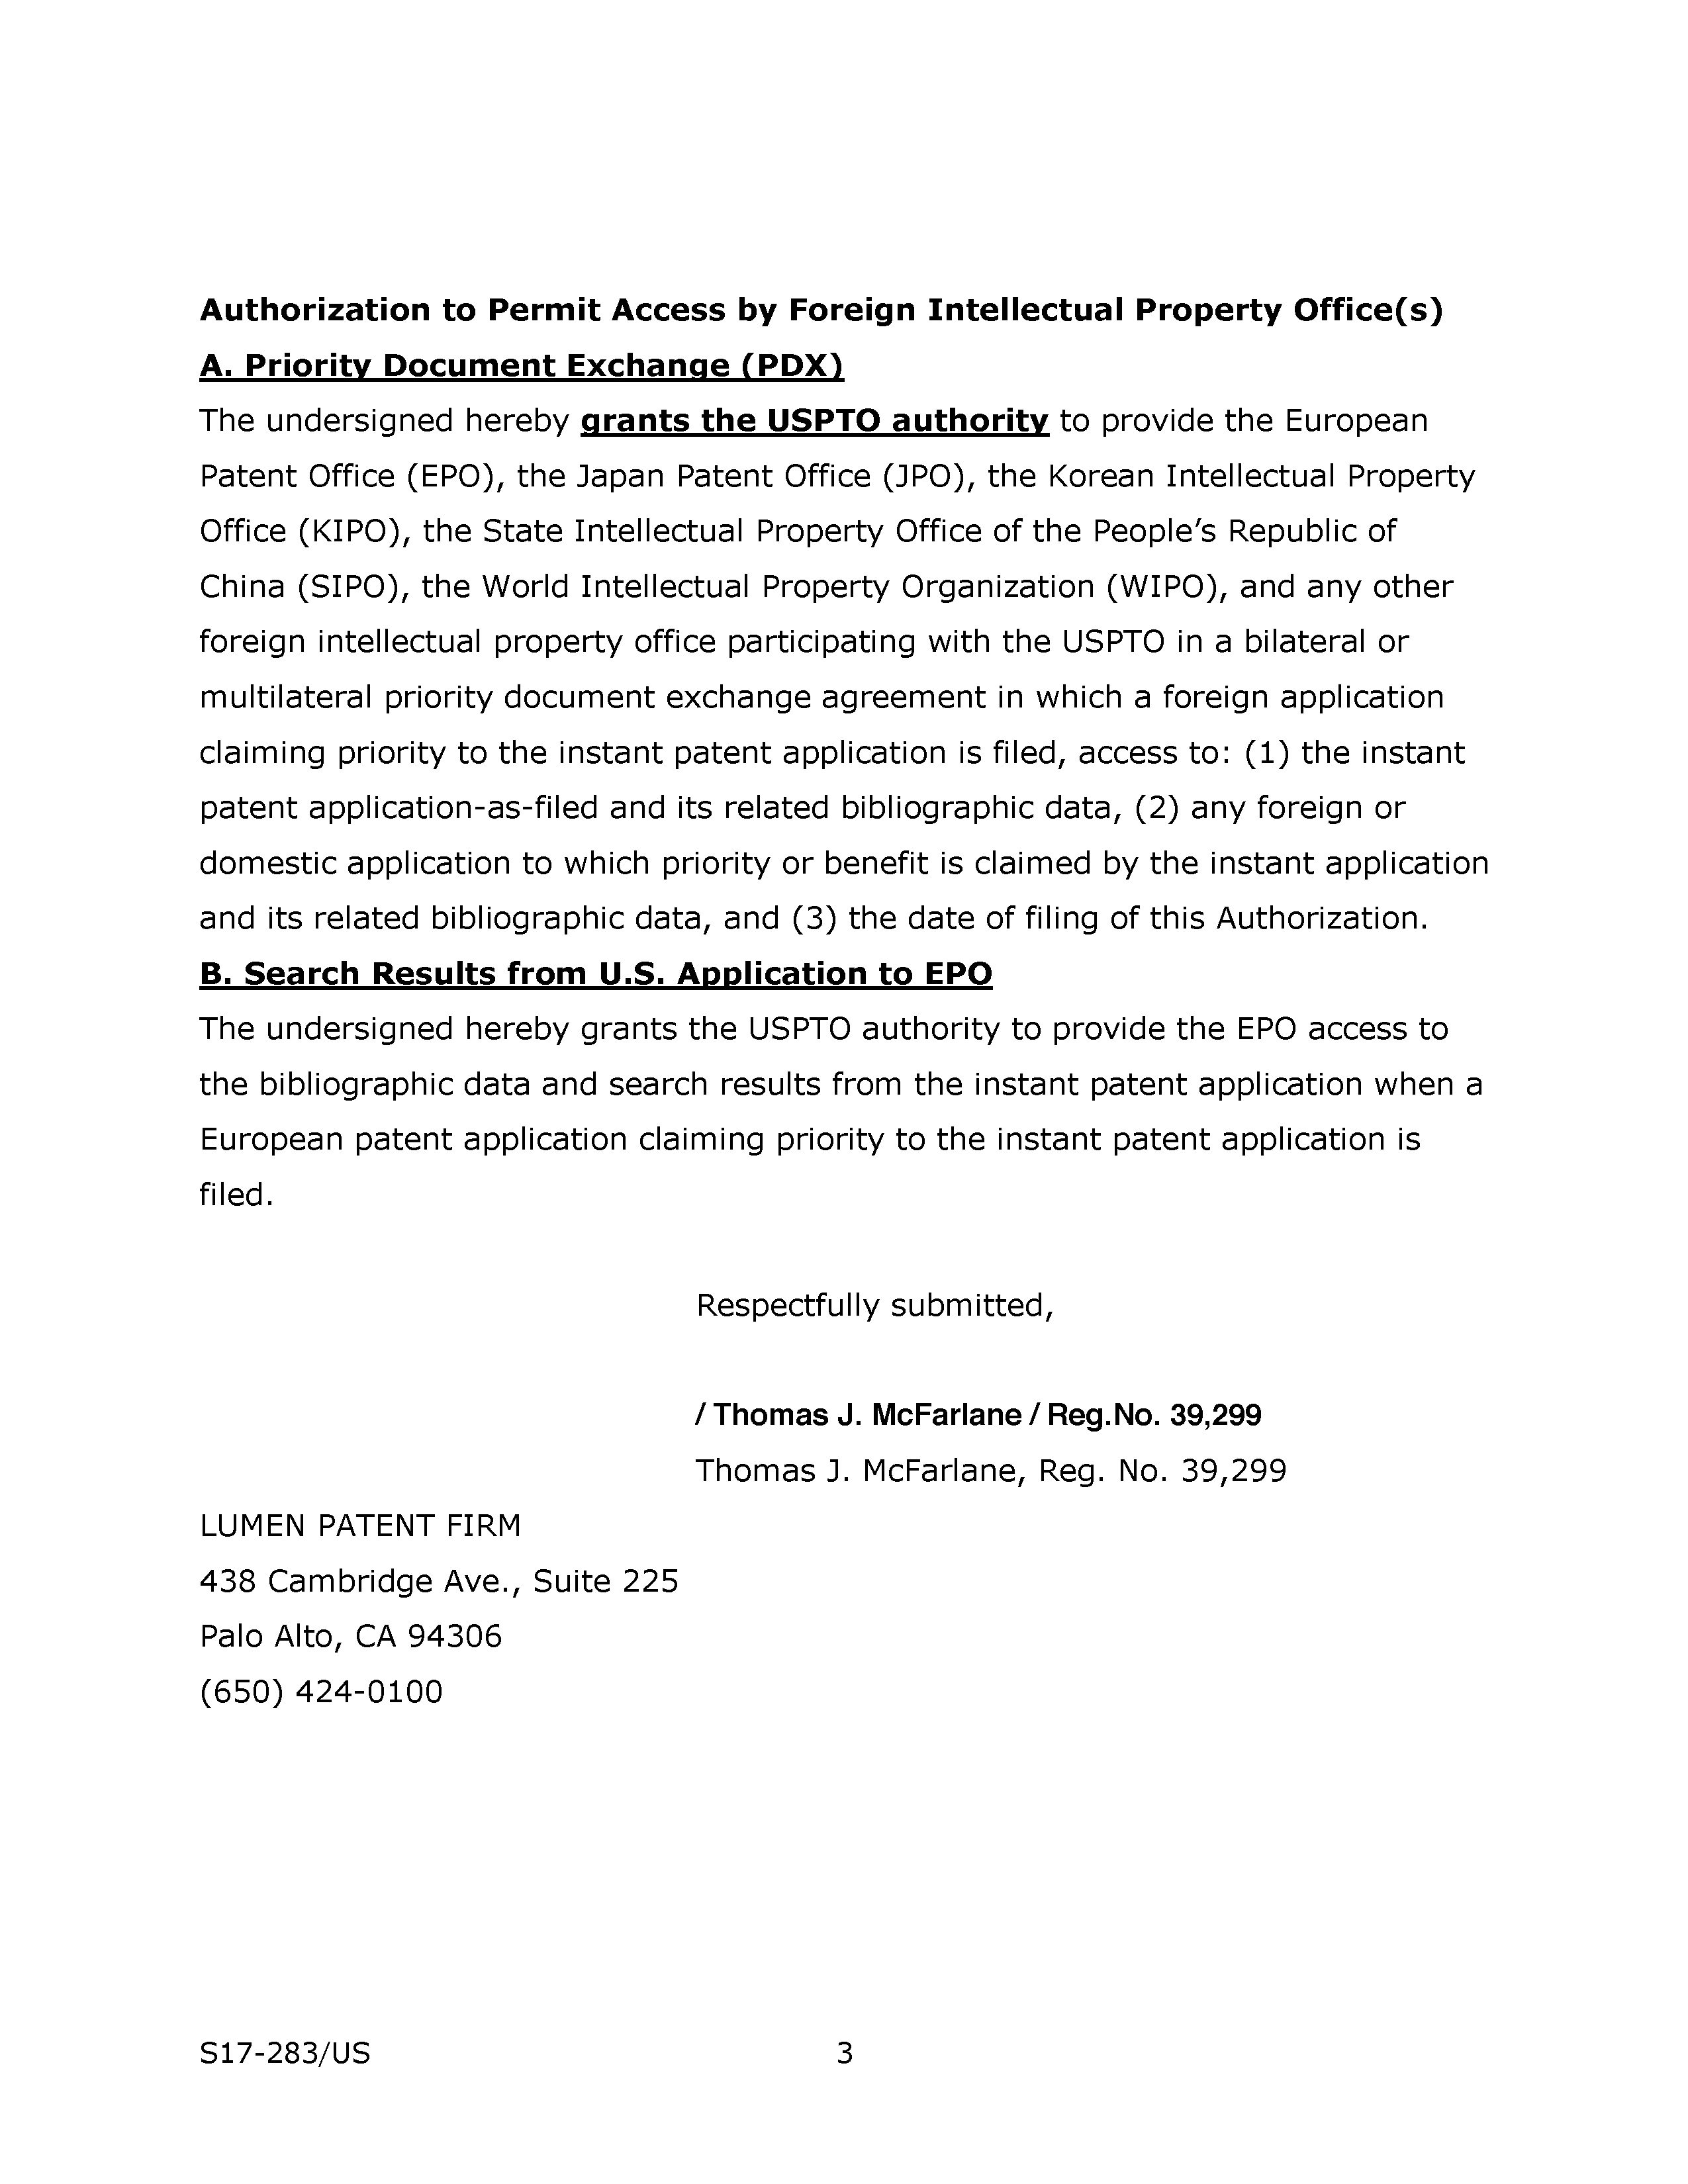 Authorization to Permit Access by Foreign Intellectual Property Office(s)
A. Priority Document Exchange (PDX)
The undersigned hereby grants the USPTO authority to provide the European
Patent Office (EPO), the Japan Patent Office (JPO), the Korean Intellectual Property
Office (KIPO), the State Intellectual Property Office of the People’s Republic of
China (SIPO), the World Intellectual Property Organization (WIPO), and any other
foreign intellectual property office participating with the USPTO in a bilateral or
multilateral priority document exchange agreement in which a foreign application
claiming priority to the instant patent application is filed, access to: (1) the instant
patent application-as-filed and its related bibliographic data, (2) any foreign or
domestic application to which priority or benefit is claimed by the instant application
and its related bibliographic data, and (3) the date of filing of this Authorization.
B. Search Results from U.S. Application to EPO
The undersigned hereby grants the USPTO authority to provide the EPO access to
the bibliographic data and search results from the instant patent application when a
European patent application claiming priority to the instant patent application is
filed.
Respectfully submitted,
/ Thomas J. McFarlane / Reg.No. 39,299
Thomas J. McFarlane, Reg. No. 39,299
LUMEN PATENT FIRM
438 Cambridge Ave., Suite 225
Palo Alto, CA 94306
(650) 424-0100
S17-283/US 3